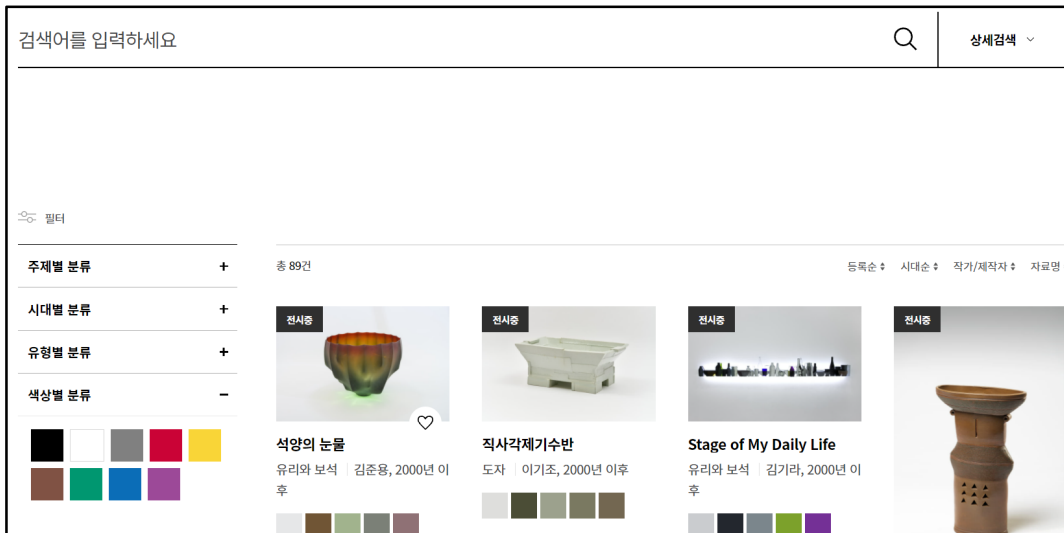 검색어를 입력하세요
상세검색
필터
주제별 분류
시대별 분류
유형별 분류
색상별 분류
총 89건
등록순 시대순 작가/제작자 자료명
전시중
석양의 눈물
유리와 보석 | 김준용, 2000년 이
후
전시중
직사각제기수반
도자 | 이기조, 2000년 이후
전시중
Stage of My Daily Life
유리와 보석 | 김기라, 2000년 이
후
전시중